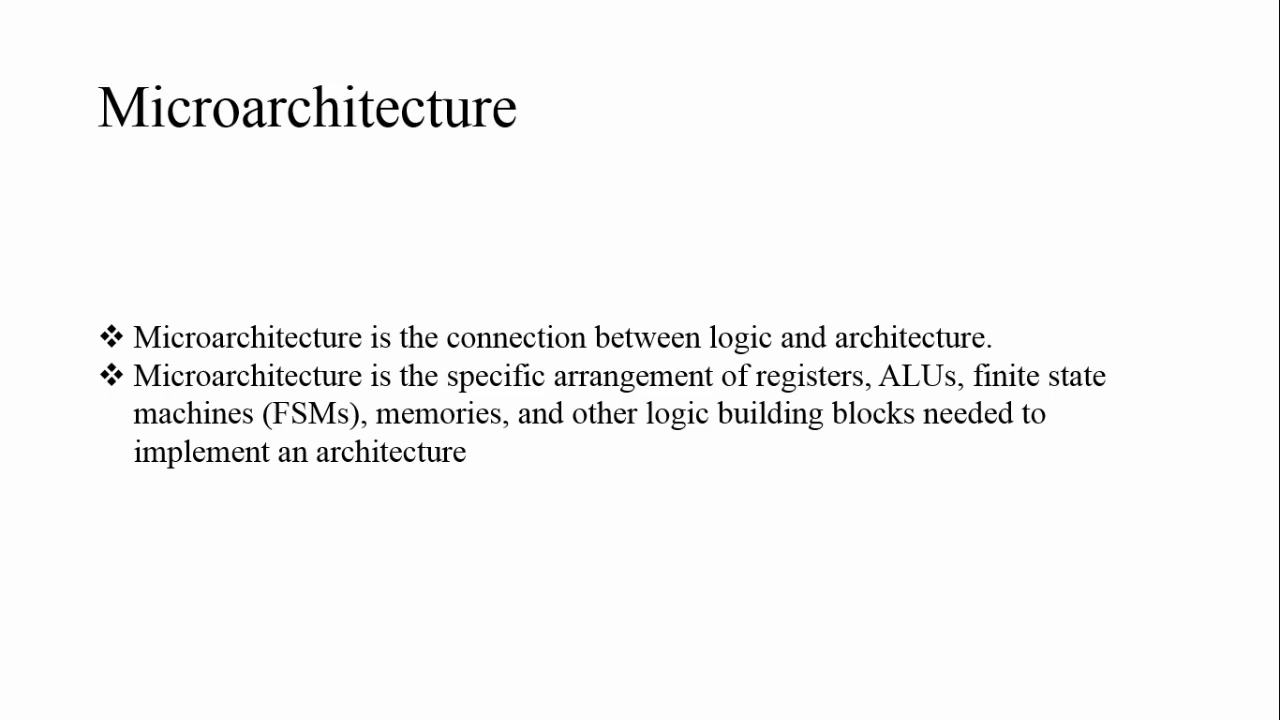 Microarchitecture
❖ Microarchitecture is the connection between logic and architecture.
❖ Microarchitecture is the specific arrangement of registers, ALUs, finite state
machines (FSMs), memories, and other logic building blocks needed to
implement an architecture